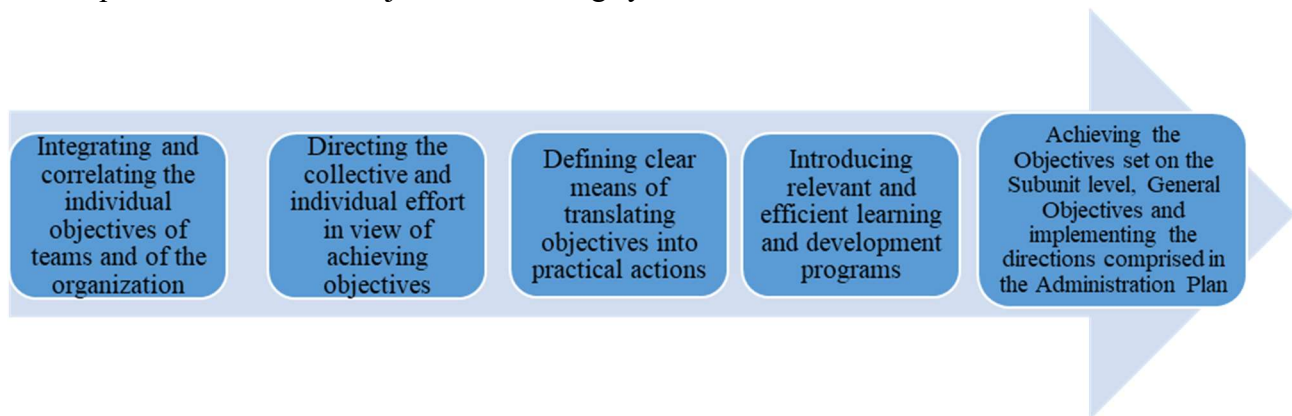 Integrating and
correlating the
individual
objectives of
teams and of the
organization
Directing the
collective and
individual effort
in view of
achieving
objectives
Defining clear
means of
translating
objectives into
practical actions
Introducing
relevant and
efficient learning
and development
programs
Achieving the
Objectives set on the
Subunit level, General
Objectives and
implementing the
directions comprised in
the Administration Plan